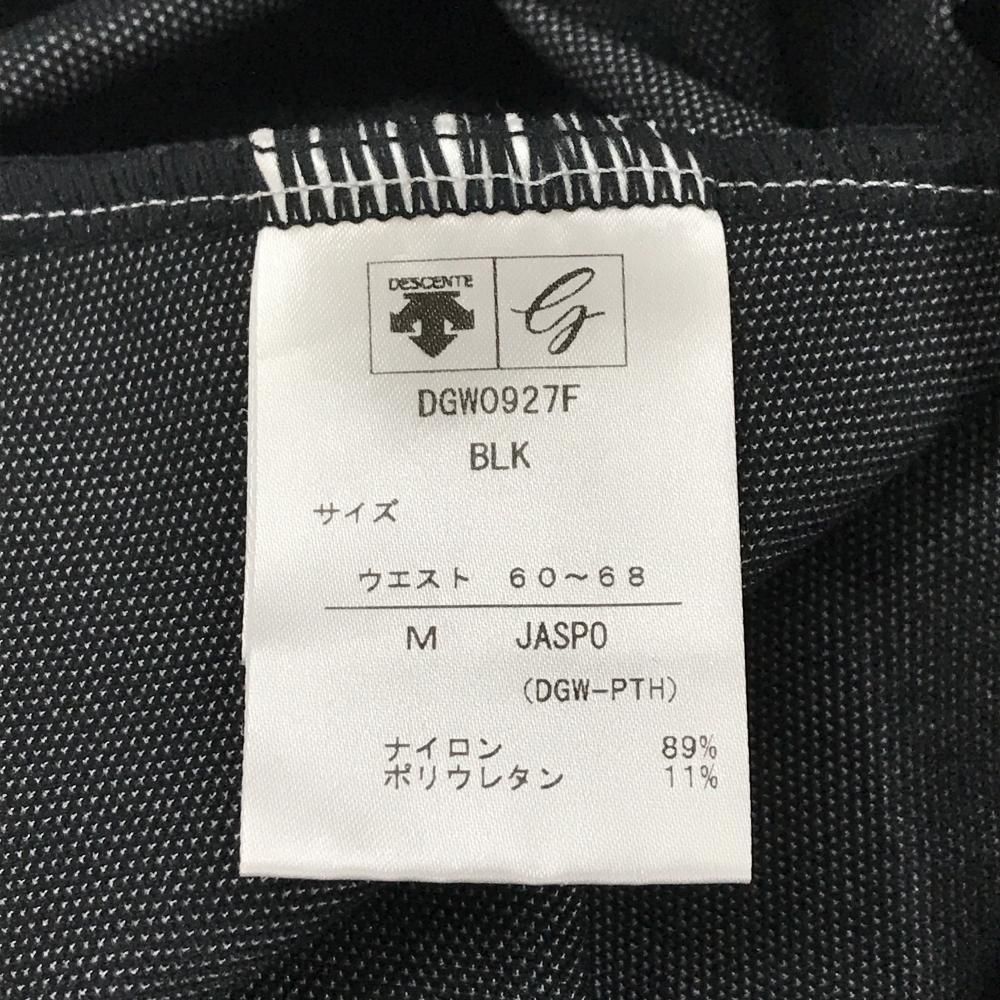 DESCENTE G
DGW0927F
BLK
サイズ
ウエスト 60～68
M JASPO
(DGW-PTH)
ナイロン 89%
ポリウレタン 11%